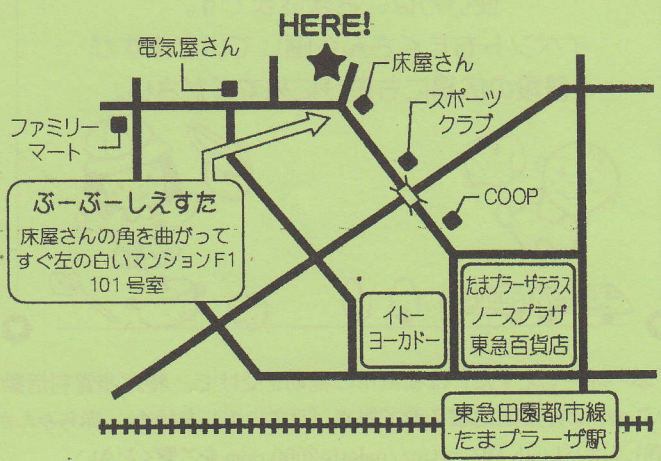 HERE!
電気屋さん
床屋さん
スポーツ
クラブ
ファミリー
マート
COOP
ぶーぶーしえすた
床屋さんの角を曲がって
すぐ左の白いマンションF1
101号室
イトー
ヨーカドー
たまプラーザテラス
ノースプラザ
東急百貨店
東急田園都市線
たまプラーザ駅